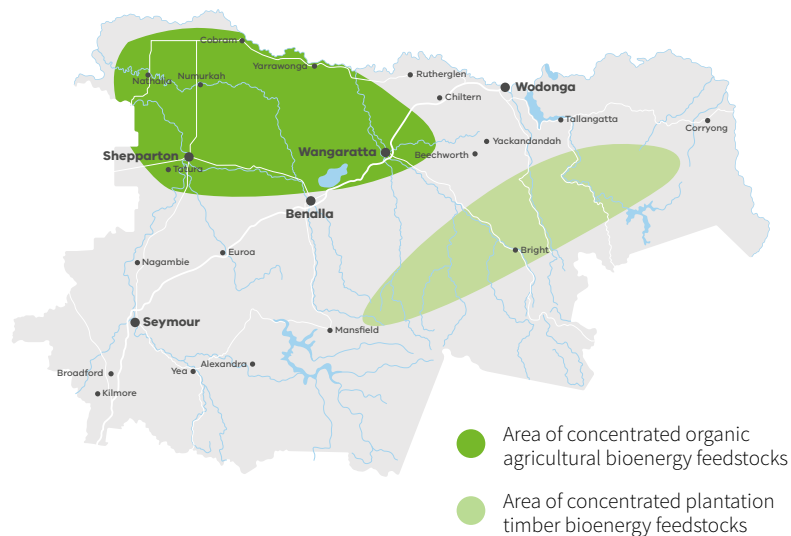 Cobram
Yarrawonga
Rutherglen
Nathalia
Numurkah
Wodonga
Chiltern
Tallangatta
Corryong
Yackandandah
Shepparton
Wangaratta
Beechworth
Tatura
Benalla
Bright
Euroa
Nagambie
Seymour
Mansfield
Alexandra
Yea
Broadford
Kilmore
Area of concentrated organic
agricultural bioenergy feedstocks
Area of concentrated plantation
timber bioenergy feedstocks